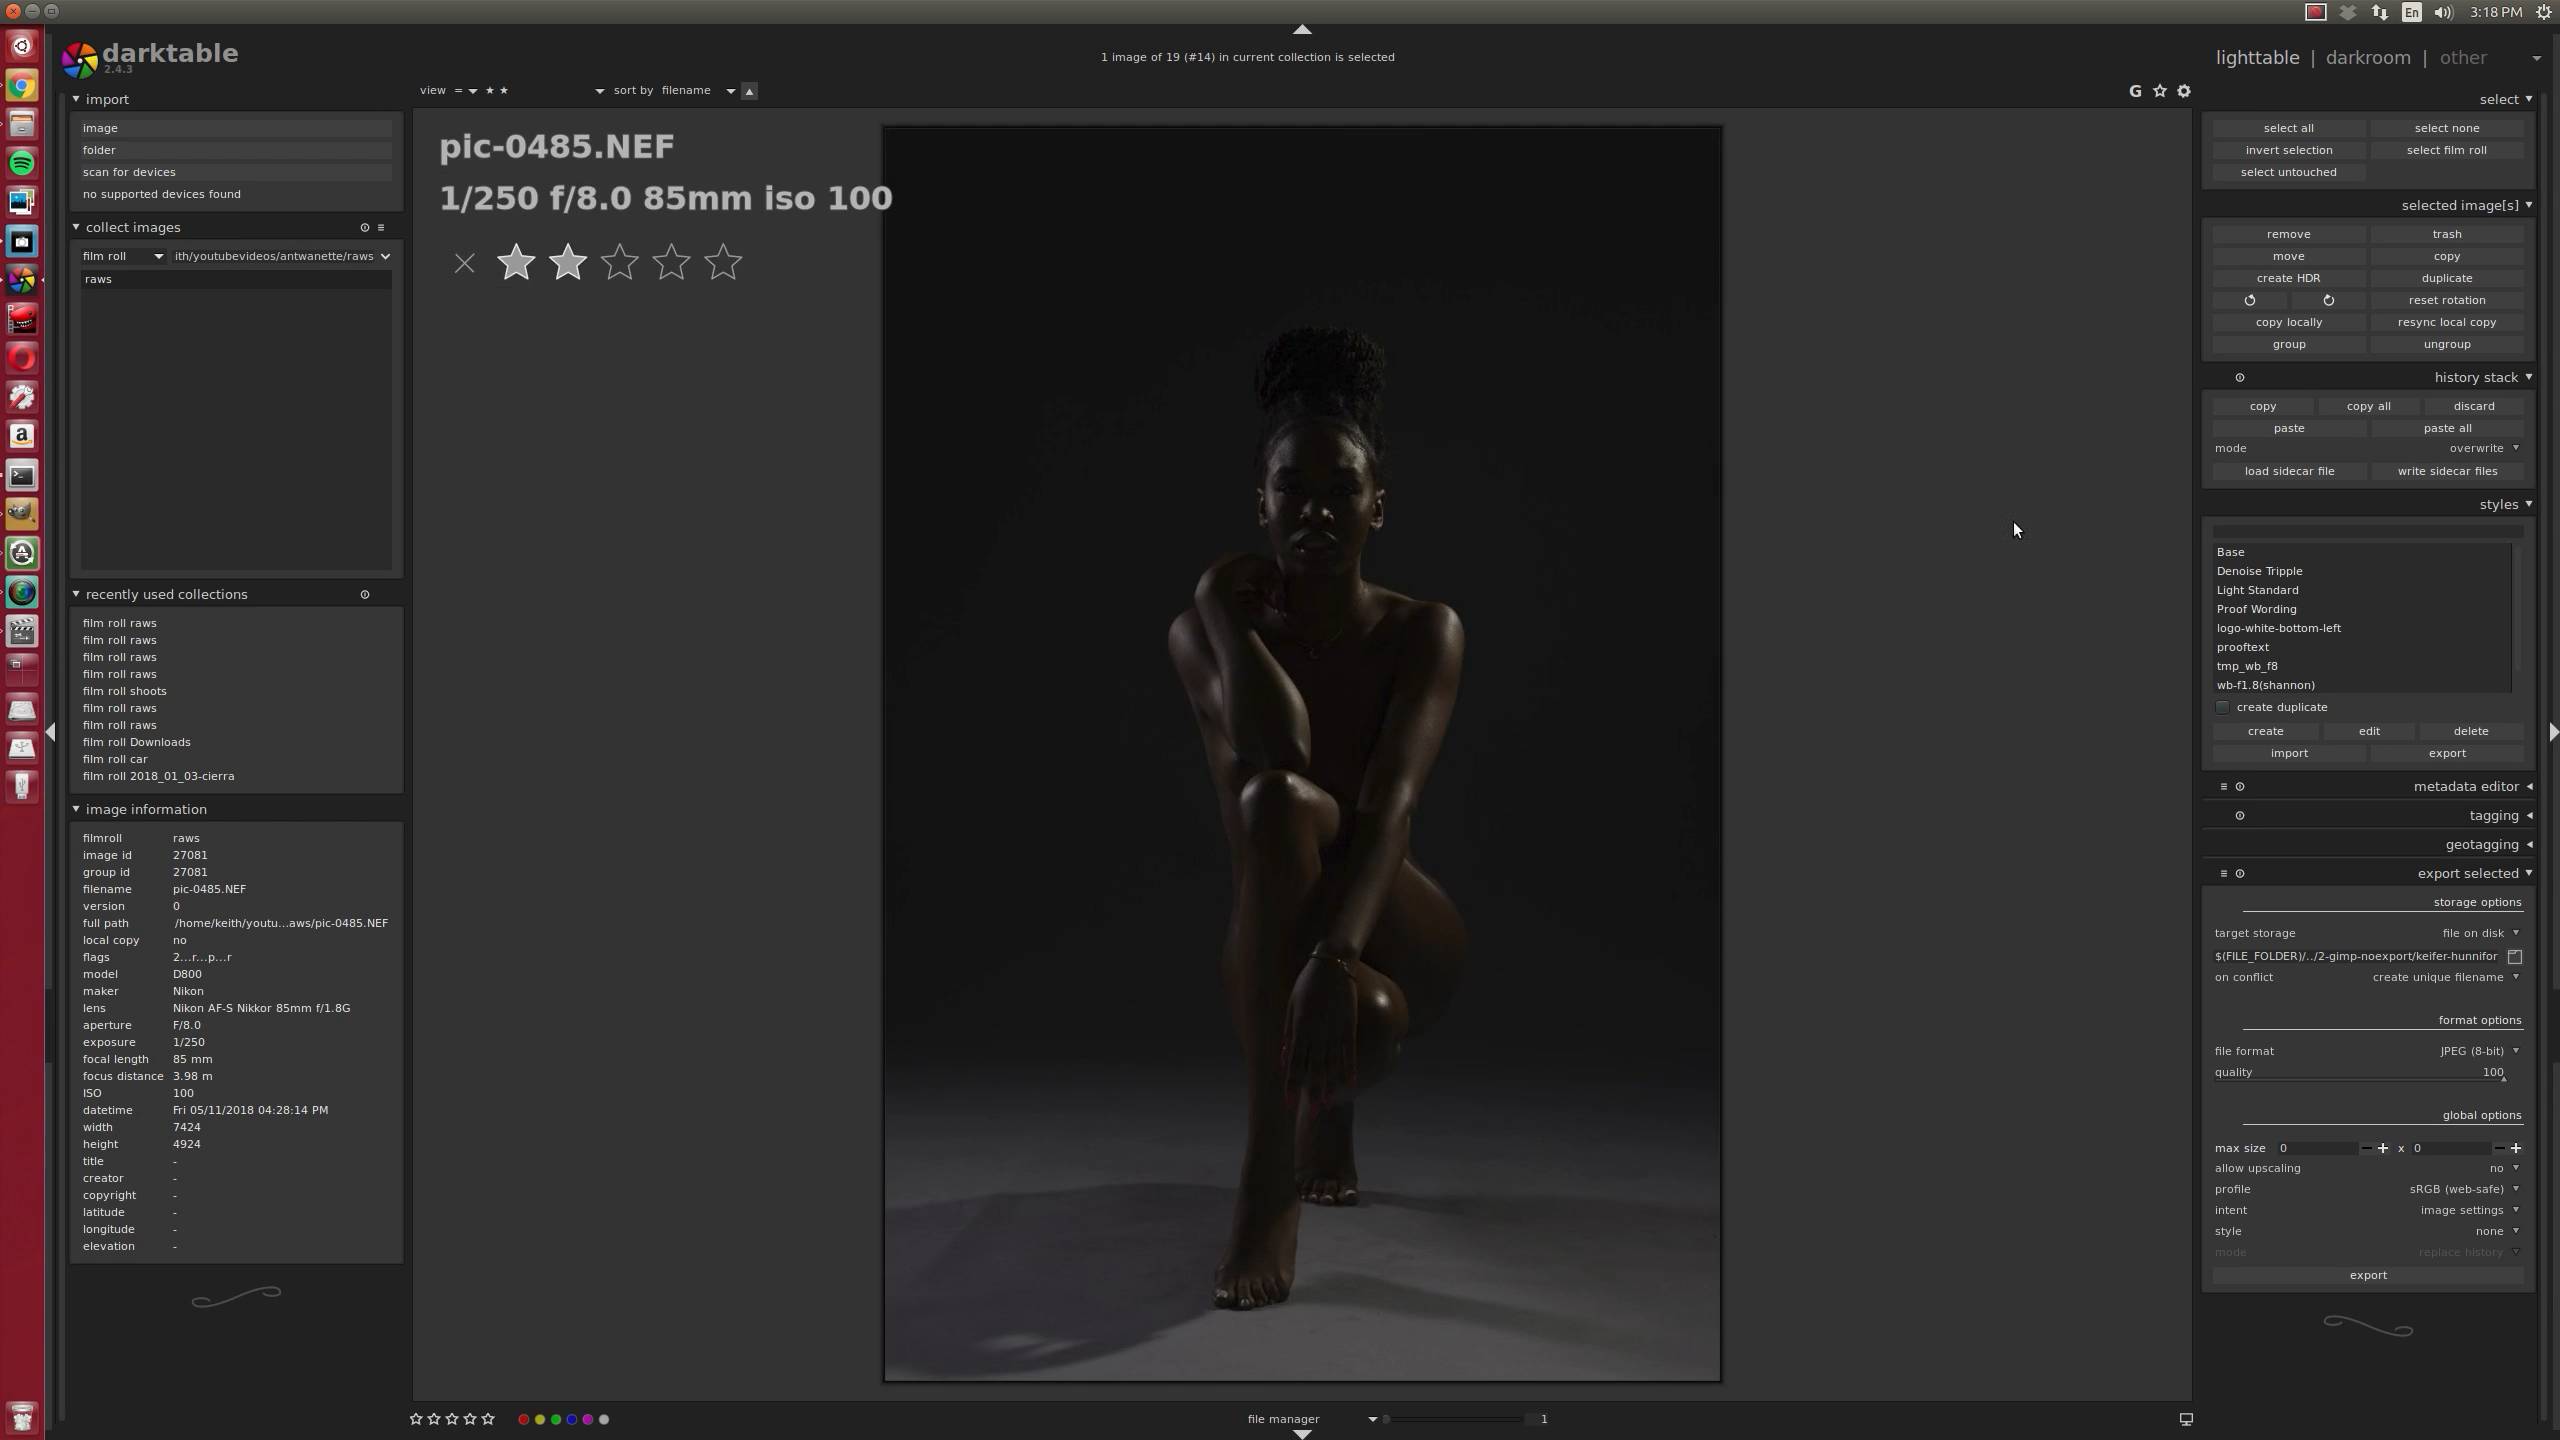 3:18 PM
En
darktable
2.4.3
1 image of 19 (#14) in current collection is selected
lighttable | darkroom | other
import
image
folder
scan for devices
no supported devices found
collect images
film roll ith/youtubevideos/antwanette/raws
raws
recently used collections
film roll raws
film roll raws
film roll raws
film roll raws
film roll shoots
film roll raws
film roll raws
film roll Downloads
film roll car
film roll 2018_01_03-cierra
image information
filmroll raws
image id 27081
group id 27081
filename pic-0485.NEF
version 0
full path /home/keith/youtu...aws/pic-0485.NEF
local copy no
flags 2...r...p...r
model D800
maker Nikon
lens Nikon AF-S Nikkor 85mm f/1.8G
aperture F/8.0
exposure 1/250
focal length 85 mm
focus distance 3.98 m
ISO 100
datetime Fri 05/11/2018 04:28:14 PM
width 7424
height 4924
title -
creator -
copyright -
latitude -
longitude -
elevation -
view = ★ ★ sort by filename
G
pic-0485.NEF
1/250 f/8.0 85mm iso 100
file manager 1
select
select all select none
invert selection select film roll
select untouched
selected image[s]
remove trash
move copy
create HDR duplicate
reset rotation
copy locally resync local copy
group ungroup
history stack
copy copy all discard
paste paste all
mode overwrite
load sidecar file write sidecar files
styles
Base
Denoise Tripple
Light Standard
Proof Wording
logo-white-bottom-left
prooftext
tmp_wb_f8
wb-f1.8(shannon)
create duplicate
create edit delete
import export
metadata editor
tagging
geotagging
export selected
storage options
target storage file on disk
$(FILE_FOLDER)/../2-gimp-noexport/keifer-hunnifor
on conflict create unique filename
format options
file format JPEG (8-bit)
quality 100
global options
max size 0 x 0
allow upscaling no
profile sRGB (web-safe)
intent image settings
style none
mode replace history
export